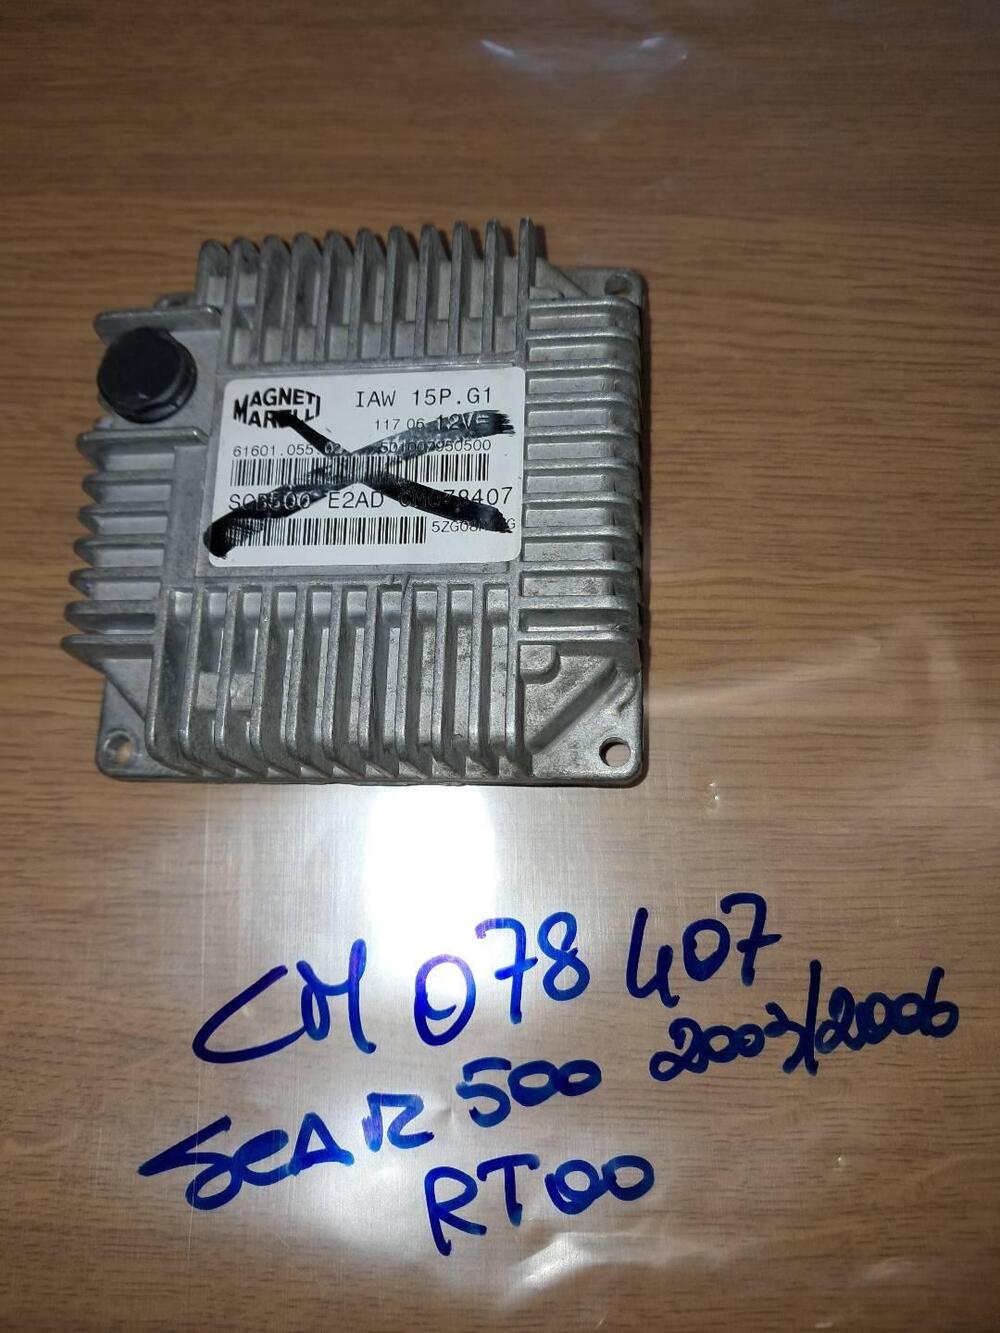 MAGNETI
MARELLI
IAW 15P.G1
117 06 12V
61601.055.02
SCB500 E2AD CM078407
CM 078 407
SCAR 500 2003/2006
RT00